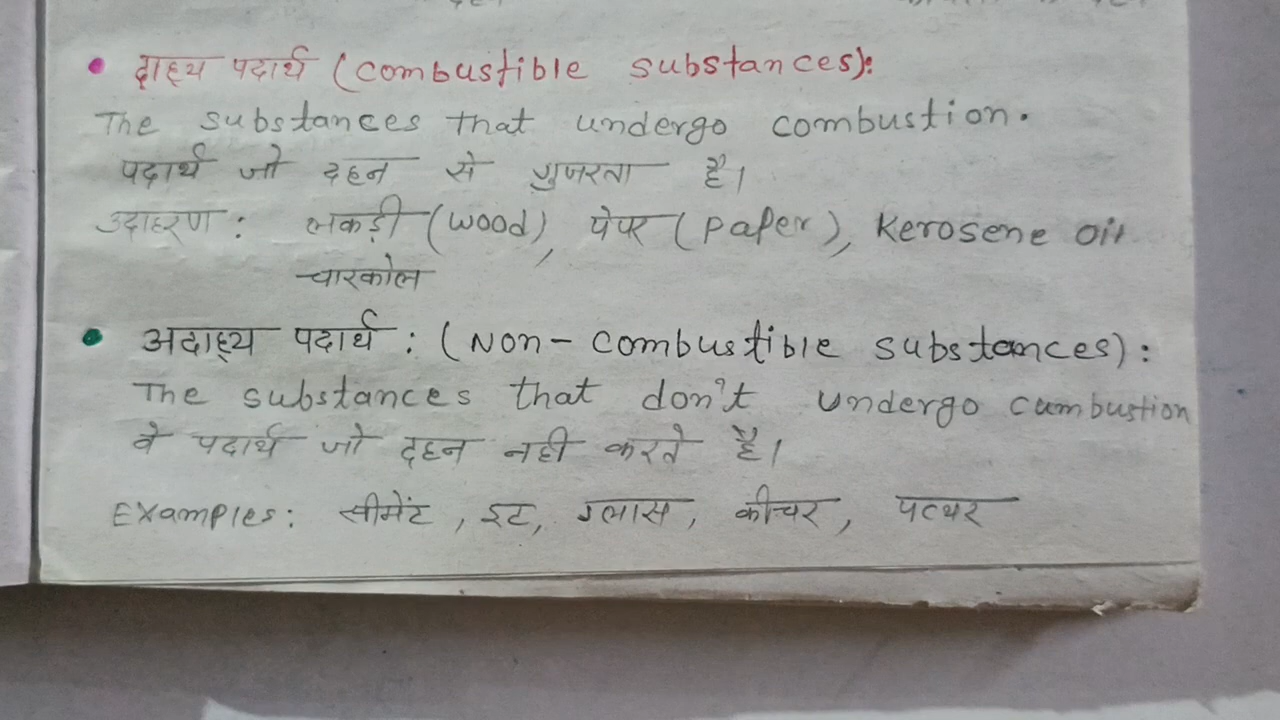 • दाह्य पदार्थ (combustible substances):
The substances that undergo combustion.
पदार्थ जो दहन से गुजरता है।
उदाहरण: लकड़ी (wood), पेपर (paper), Kerosene oil
चारकोल
• अदाह्य पदार्थ : (Non-combustible substances):
The substances that don't undergo cumbustion
वे पदार्थ जो दहन नही करते है।
Examples: सीमेंट, इट, ग्लास, कीचर, पत्थर